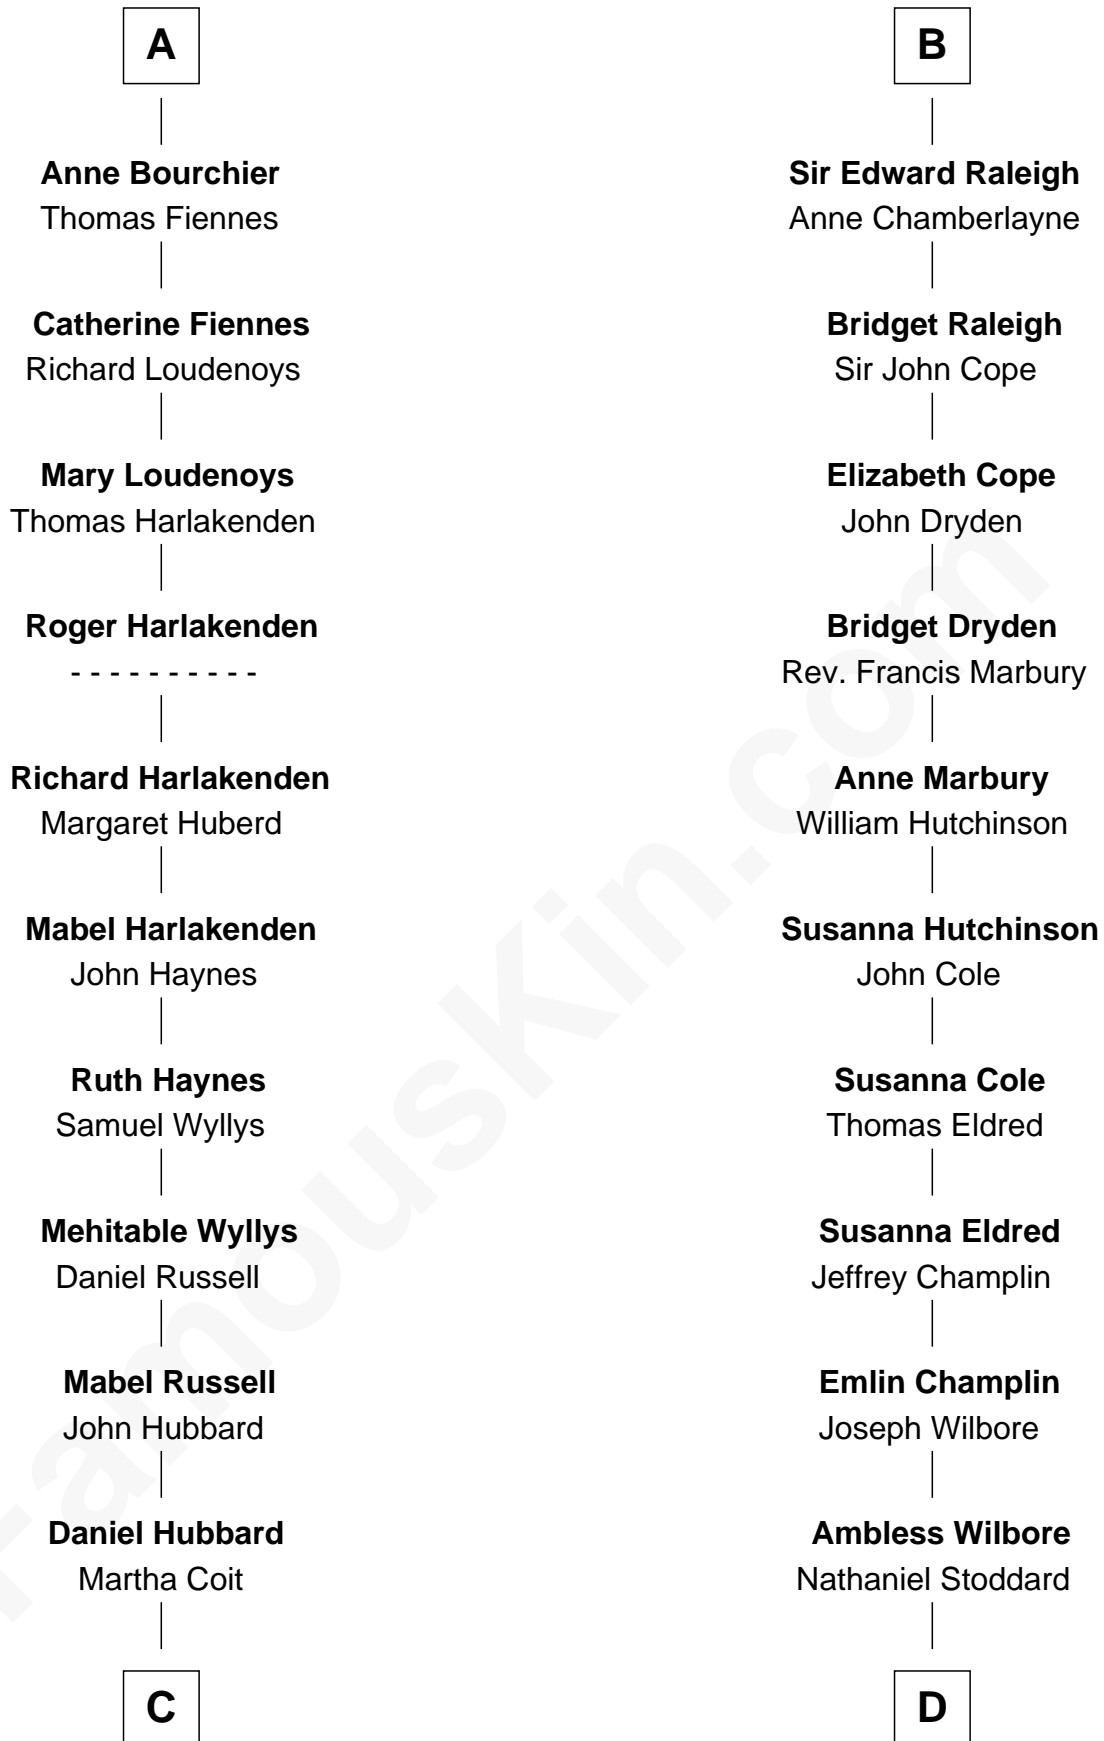 A
Anne Bourchier
Thomas Fiennes
Catherine Fiennes
Richard Loudenoys
Mary Loudenoys
Thomas Harlakenden
Roger Harlakenden
- - - - - - - - - -
Richard Harlakenden
Margaret Huberd
Mabel Harlakenden
John Haynes
Ruth Haynes
Samuel Wyllys
Mehitable Wyllys
Daniel Russell
Mabel Russell
John Hubbard
Daniel Hubbard
Martha Coit
C
B
Sir Edward Raleigh
Anne Chamberlayne
Bridget Raleigh
Sir John Cope
Elizabeth Cope
John Dryden
Bridget Dryden
Rev. Francis Marbury
Anne Marbury
William Hutchinson
Susanna Hutchinson
John Cole
Susanna Cole
Thomas Eldred
Susanna Eldred
Jeffrey Champlin
Emlin Champlin
Joseph Wilbore
Ambless Wilbore
Nathaniel Stoddard
D
FamousKin.com